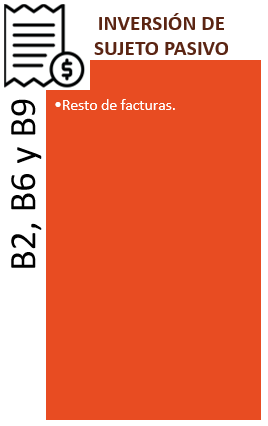 INVERSIÓN DE
SUJETO PASIVO
B2, B6 y B9
•Resto de facturas.
$